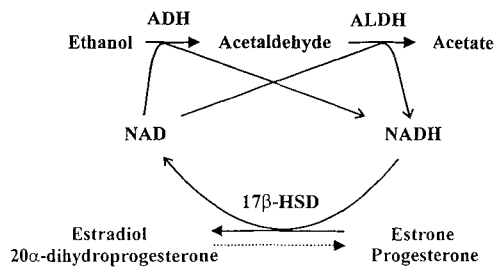 ADH ALDH
Ethanol Acetaldehyde Acetate
NAD NADH
17β-HSD
Estradiol Estrone
20α-dihydroprogesterone Progesterone